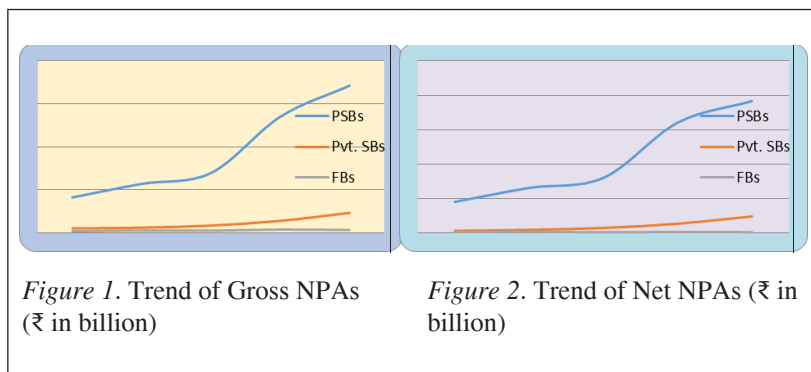 PSBs
Pvt. SBs
FBs
PSBs
Pvt. SBs
FBs
Figure 1. Trend of Gross NPAs
(₹ in billion)
Figure 2. Trend of Net NPAs (₹ in
billion)